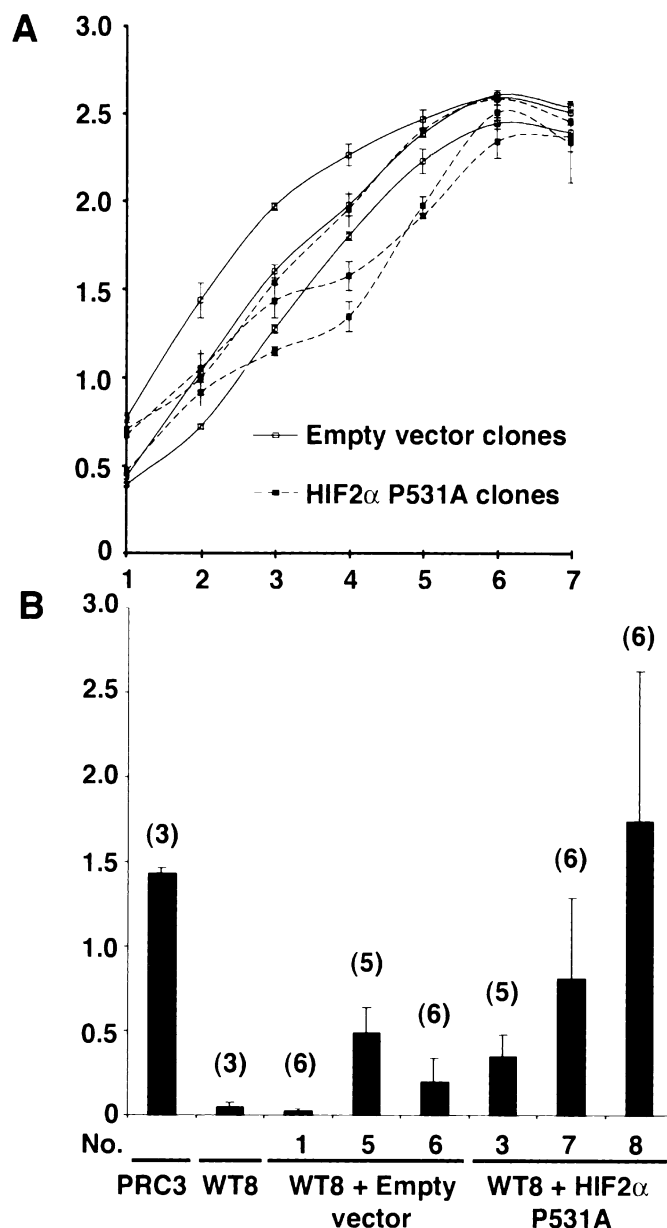 A
3.0
2.5
2.0
1.5
1.0
0.5
0
Empty vector clones
HIF2α P531A clones
1 2 3 4 5 6 7
B
3.0
2.5
2.0
1.5
1.0
0.5
0
(3) (3) (6) (5) (6) (5) (6) (6)
No. 1 5 6 3 7 8
PRC3 WT8 WT8 + Empty vector WT8 + HIF2α P531A